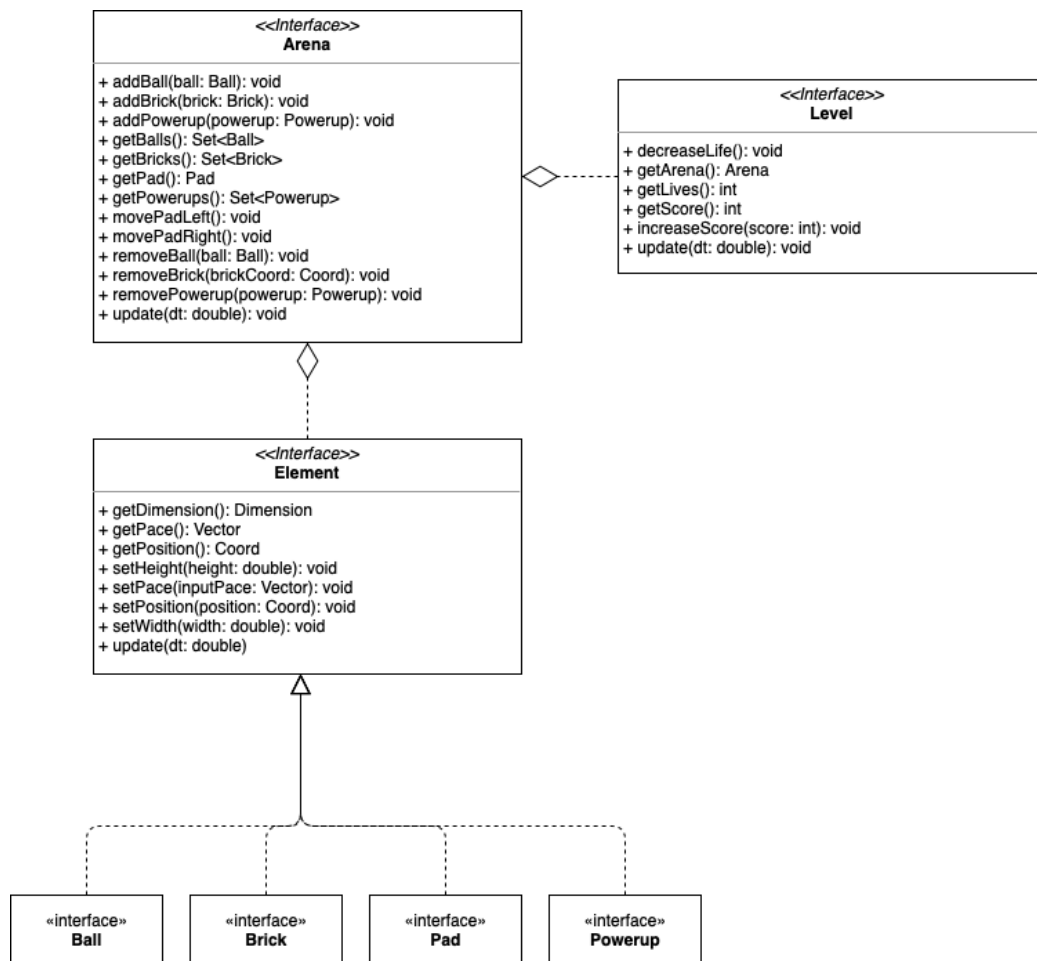 <<Interface>>
Arena
+ addBall(ball: Ball): void
+ addBrick(brick: Brick): void
+ addPowerup(powerup: Powerup): void
+ getBalls(): Set<Ball>
+ getBricks(): Set<Brick>
+ getPad(): Pad
+ getPowerups(): Set<Powerup>
+ movePadLeft(): void
+ movePadRight(): void
+ removeBall(ball: Ball): void
+ removeBrick(brickCoord: Coord): void
+ removePowerup(powerup: Powerup): void
+ update(dt: double): void
<<Interface>>
Level
+ decreaseLife(): void
+ getArena(): Arena
+ getLives(): int
+ getScore(): int
+ increaseScore(score: int): void
+ update(dt: double): void
<<Interface>>
Element
+ getDimension(): Dimension
+ getPace(): Vector
+ getPosition(): Coord
+ setHeight(height: double): void
+ setPace(inputPace: Vector): void
+ setPosition(position: Coord): void
+ setWidth(width: double): void
+ update(dt: double)
«interface»
Ball
«interface»
Brick
«interface»
Pad
«interface»
Powerup